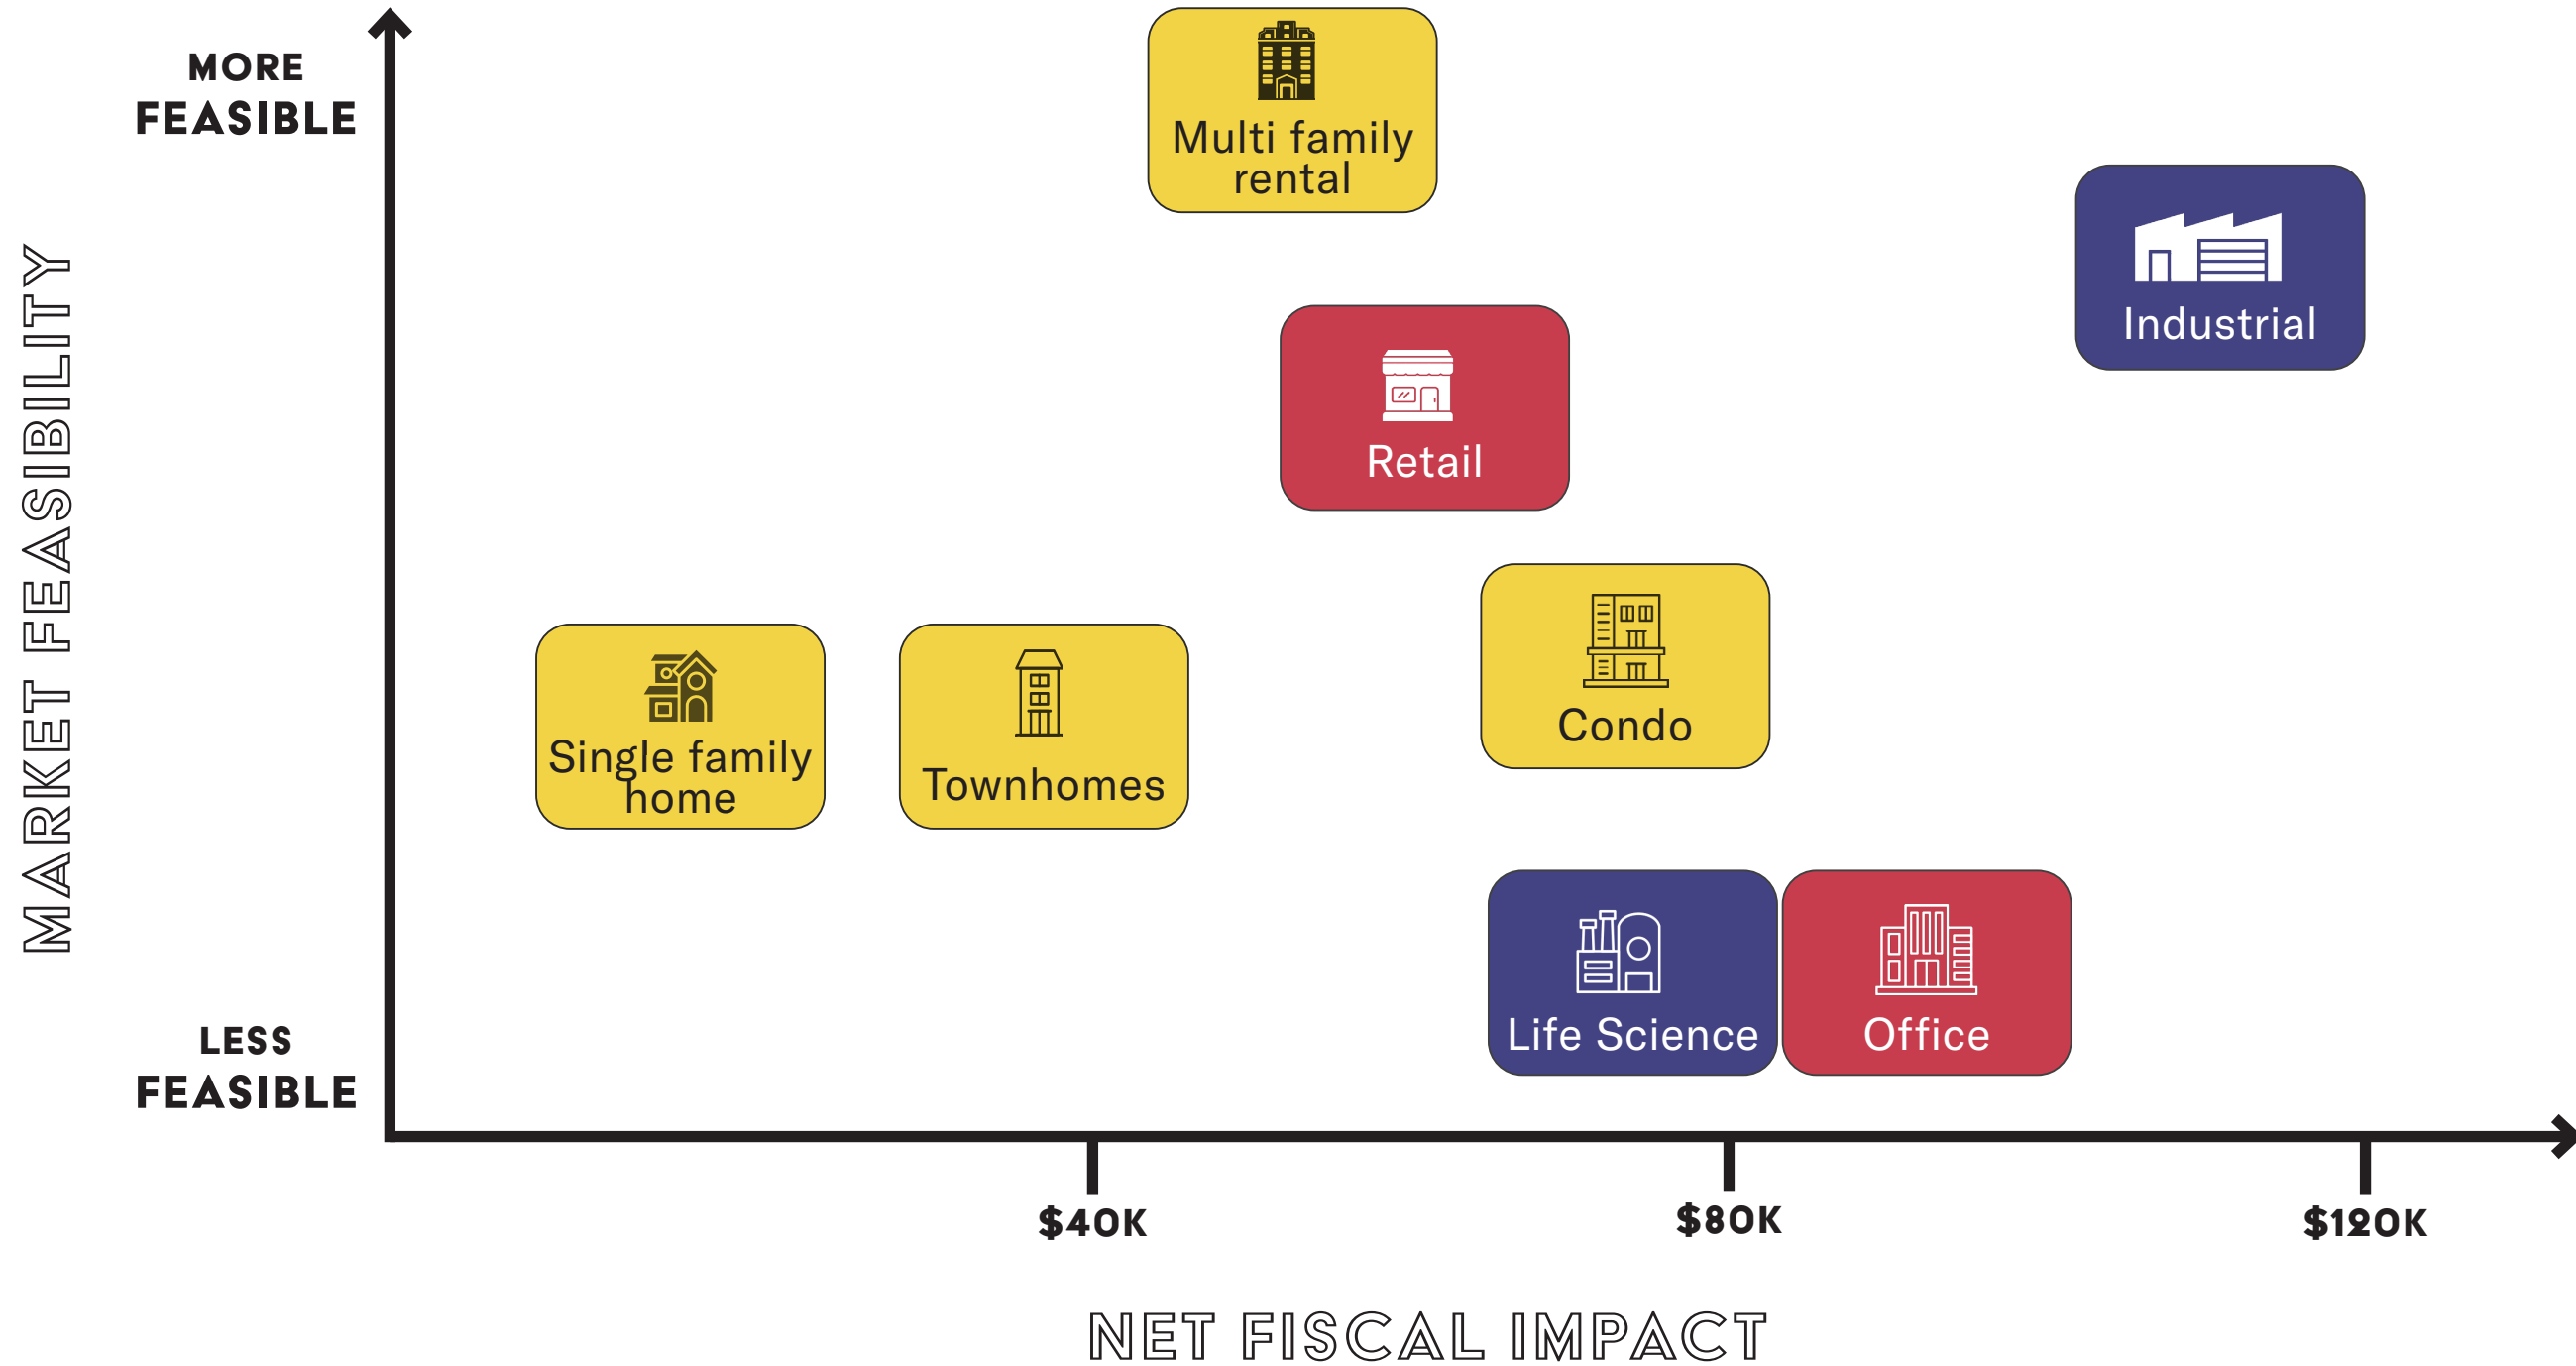 MORE
FEASIBLE
MARKET FEASIBILITY
LESS
FEASIBLE
Multi family
rental
Industrial
Retail
Condo
Single family
home
Townhomes
Life Science
Office
$40K
$80K
$120K
NET FISCAL IMPACT